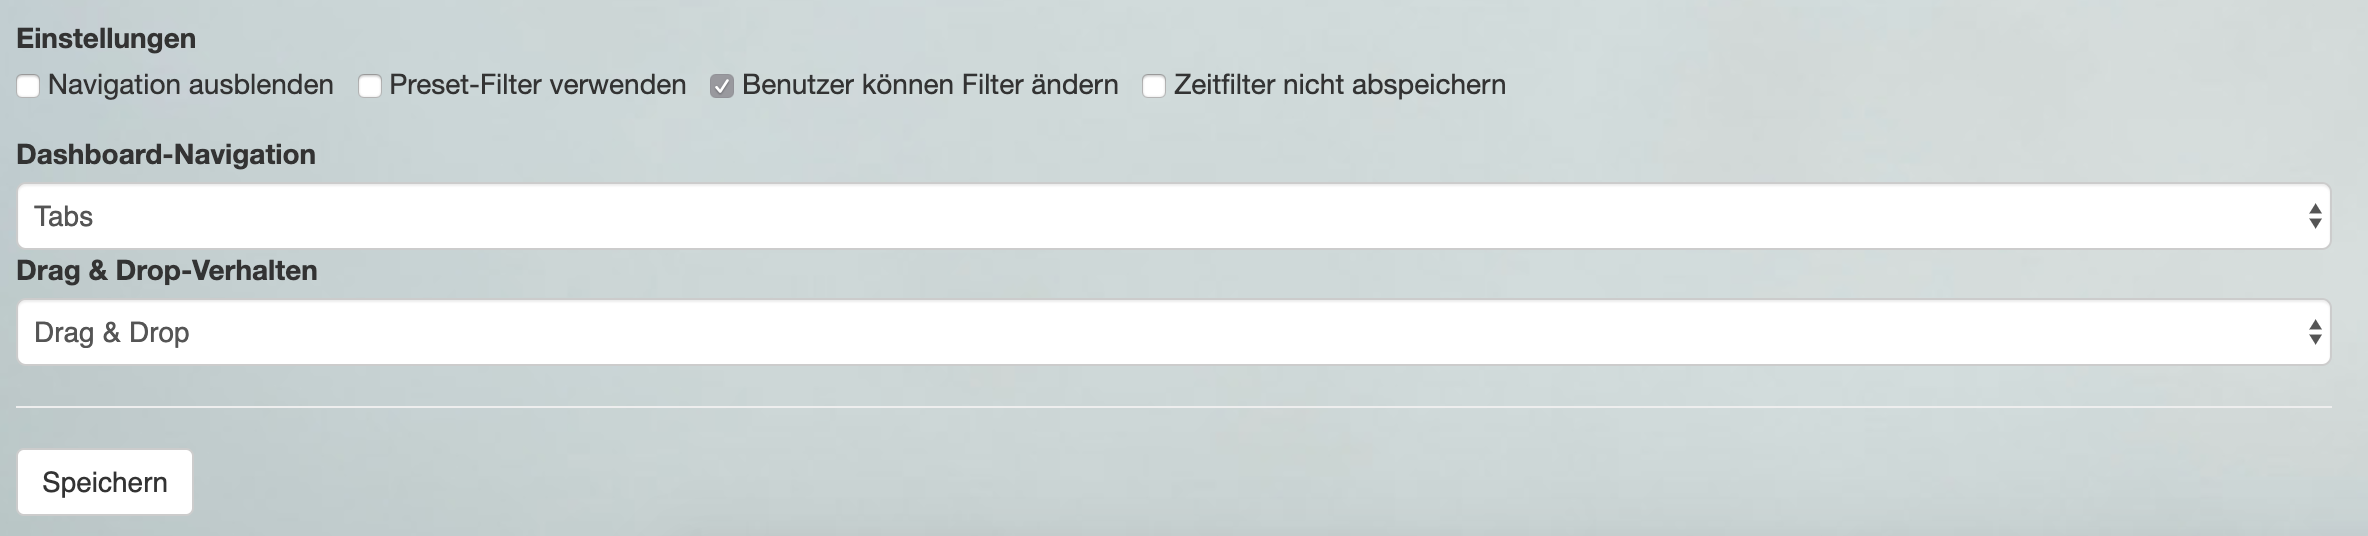 Einstellungen
Navigation ausblenden Preset-Filter verwenden Benutzer können Filter ändern Zeitfilter nicht abspeichern
Dashboard-Navigation
Tabs
Drag & Drop-Verhalten
Drag & Drop
Speichern